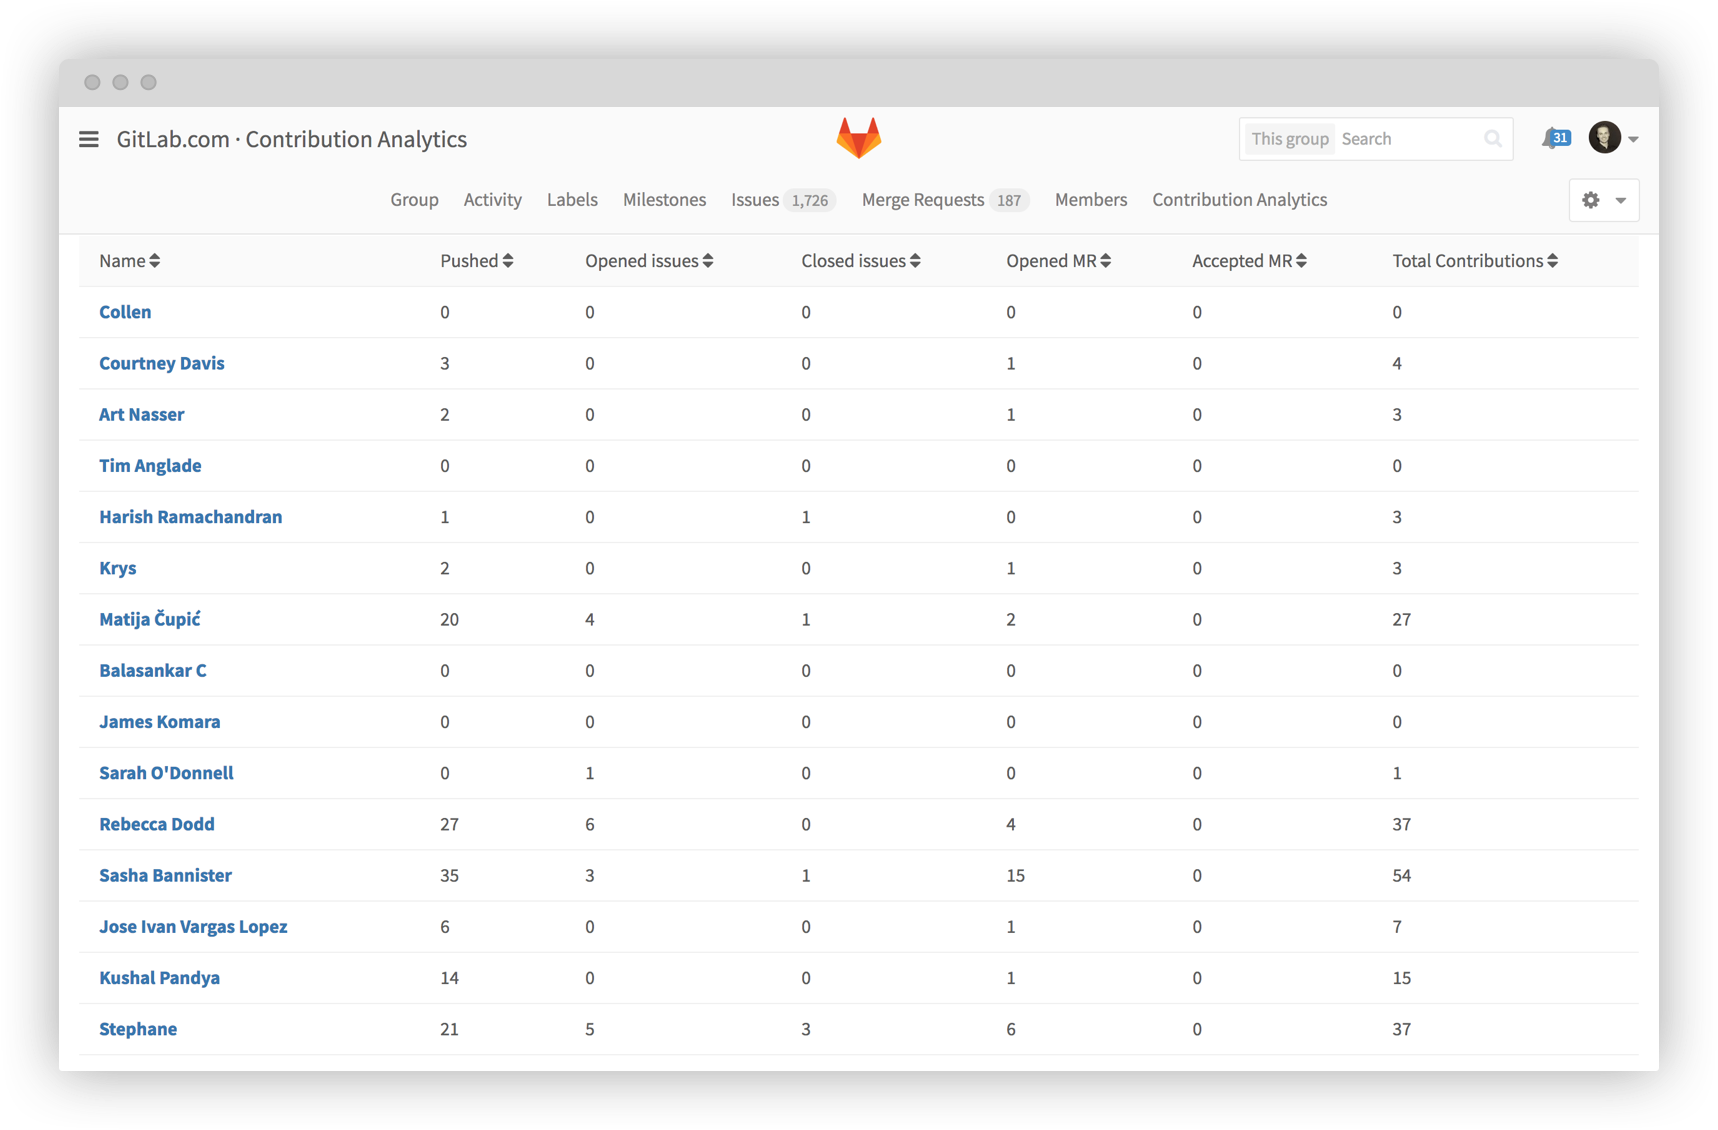 GitLab.com · Contribution Analytics
This group Search
31
Group Activity Labels Milestones Issues 1,726 Merge Requests 187 Members Contribution Analytics
Name Pushed Opened issues Closed issues Opened MR Accepted MR Total Contributions
Collen 0 0 0 0 0 0
Courtney Davis 3 0 0 1 0 4
Art Nasser 2 0 0 1 0 3
Tim Anglade 0 0 0 0 0 0
Harish Ramachandran 1 0 1 0 0 3
Krys 2 0 0 1 0 3
Matija Čupić 20 4 1 2 0 27
Balasankar C 0 0 0 0 0 0
James Komara 0 0 0 0 0 0
Sarah O'Donnell 0 1 0 0 0 1
Rebecca Dodd 27 6 0 4 0 37
Sasha Bannister 35 3 1 15 0 54
Jose Ivan Vargas Lopez 6 0 0 1 0 7
Kushal Pandya 14 0 0 1 0 15
Stephane 21 5 3 6 0 37